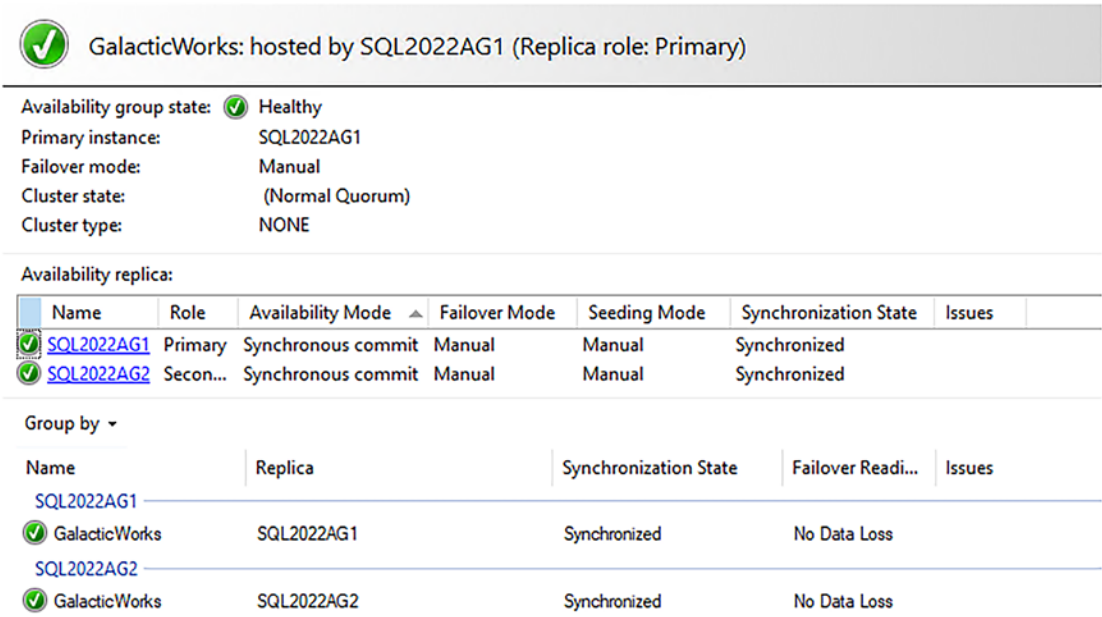 GalacticWorks: hosted by SQL2022AG1 (Replica role: Primary)
Availability group state: Healthy
Primary instance: SQL2022AG1
Failover mode: Manual
Cluster state: (Normal Quorum)
Cluster type: NONE
Availability replica:
Name Role Availability Mode Failover Mode Seeding Mode Synchronization State Issues
SQL2022AG1 Primary Synchronous commit Manual Manual Synchronized
SQL2022AG2 Secon... Synchronous commit Manual Manual Synchronized
Group by
Name Replica Synchronization State Failover Readi... Issues
SQL2022AG1
GalacticWorks SQL2022AG1 Synchronized No Data Loss
SQL2022AG2
GalacticWorks SQL2022AG2 Synchronized No Data Loss